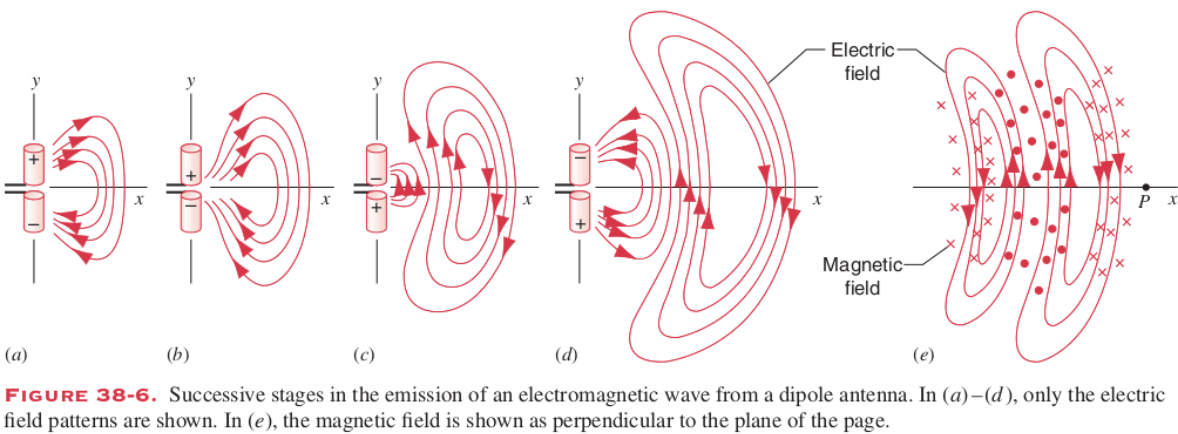 Electric
field
y y y y
+ + − −
− − + +
x x x x P x
Magnetic
field
(a) (b) (c) (d) (e)
FIGURE 38-6. Successive stages in the emission of an electromagnetic wave from a dipole antenna. In (a)–(d), only the electric
field patterns are shown. In (e), the magnetic field is shown as perpendicular to the plane of the page.